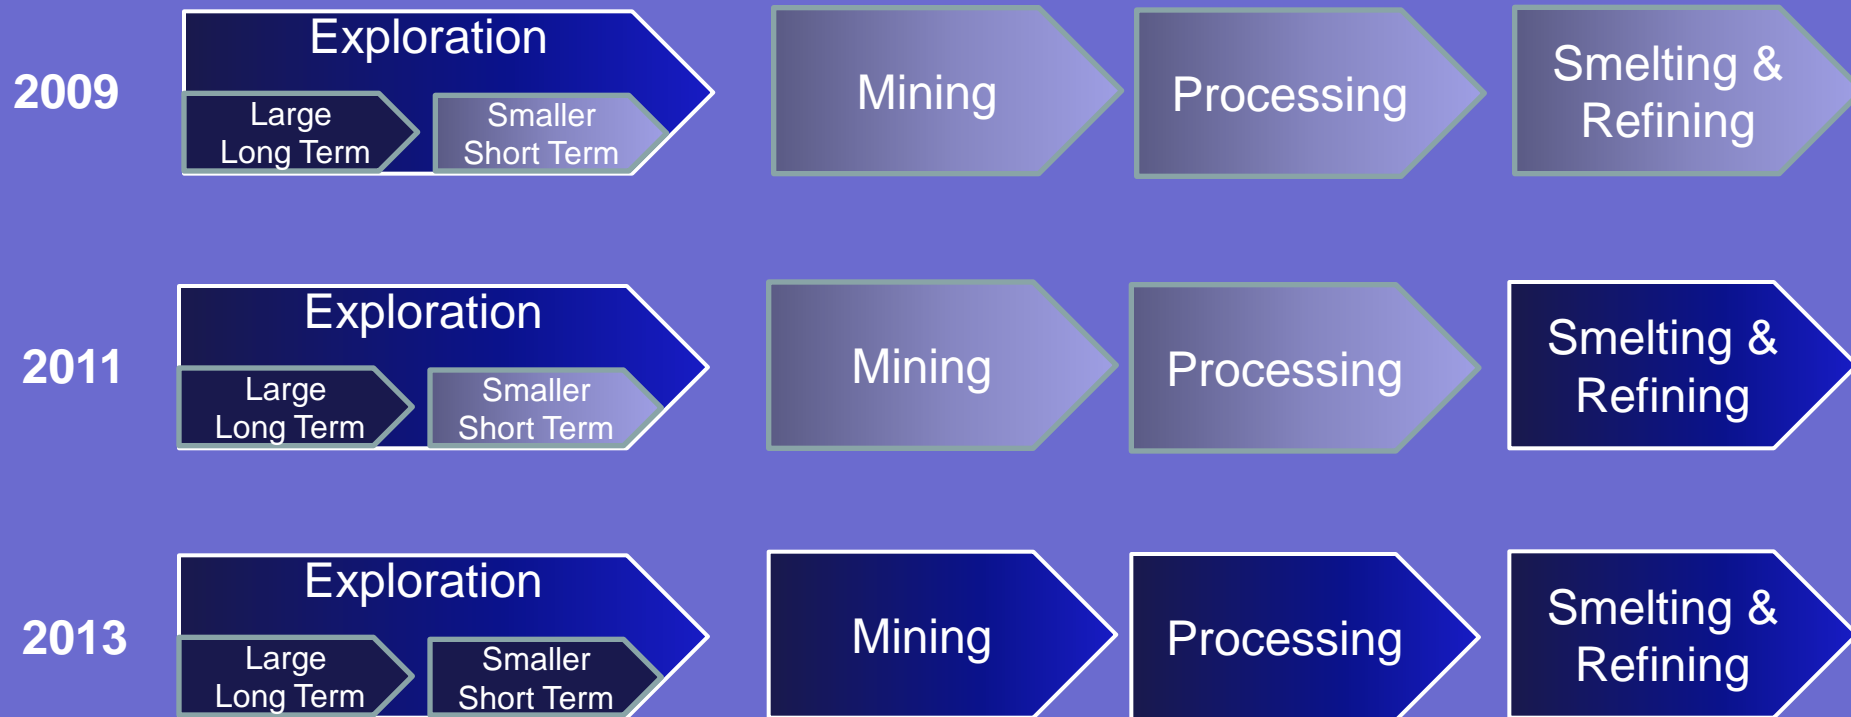 2009
Exploration
Large
Long Term
Smaller
Short Term
Mining
Processing
Smelting &
Refining
2011
Exploration
Large
Long Term
Smaller
Short Term
Mining
Processing
Smelting &
Refining
2013
Exploration
Large
Long Term
Smaller
Short Term
Mining
Processing
Smelting &
Refining